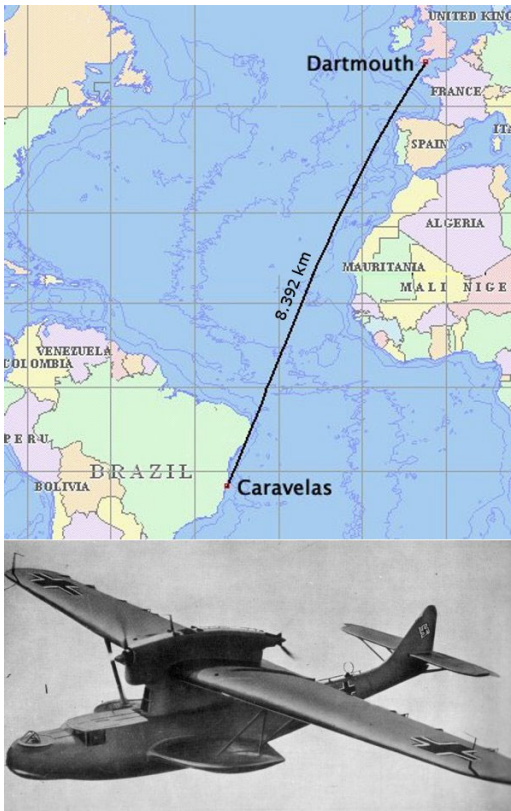 UNITED KING
Dartmouth
FRANCE
SPAIN
ITA
ALGERIA
8.392 km
MAURITANIA
MALI NIGE
VENEZUELA
COLOMBIA
PERU
BRAZIL
BOLIVIA
Caravelas